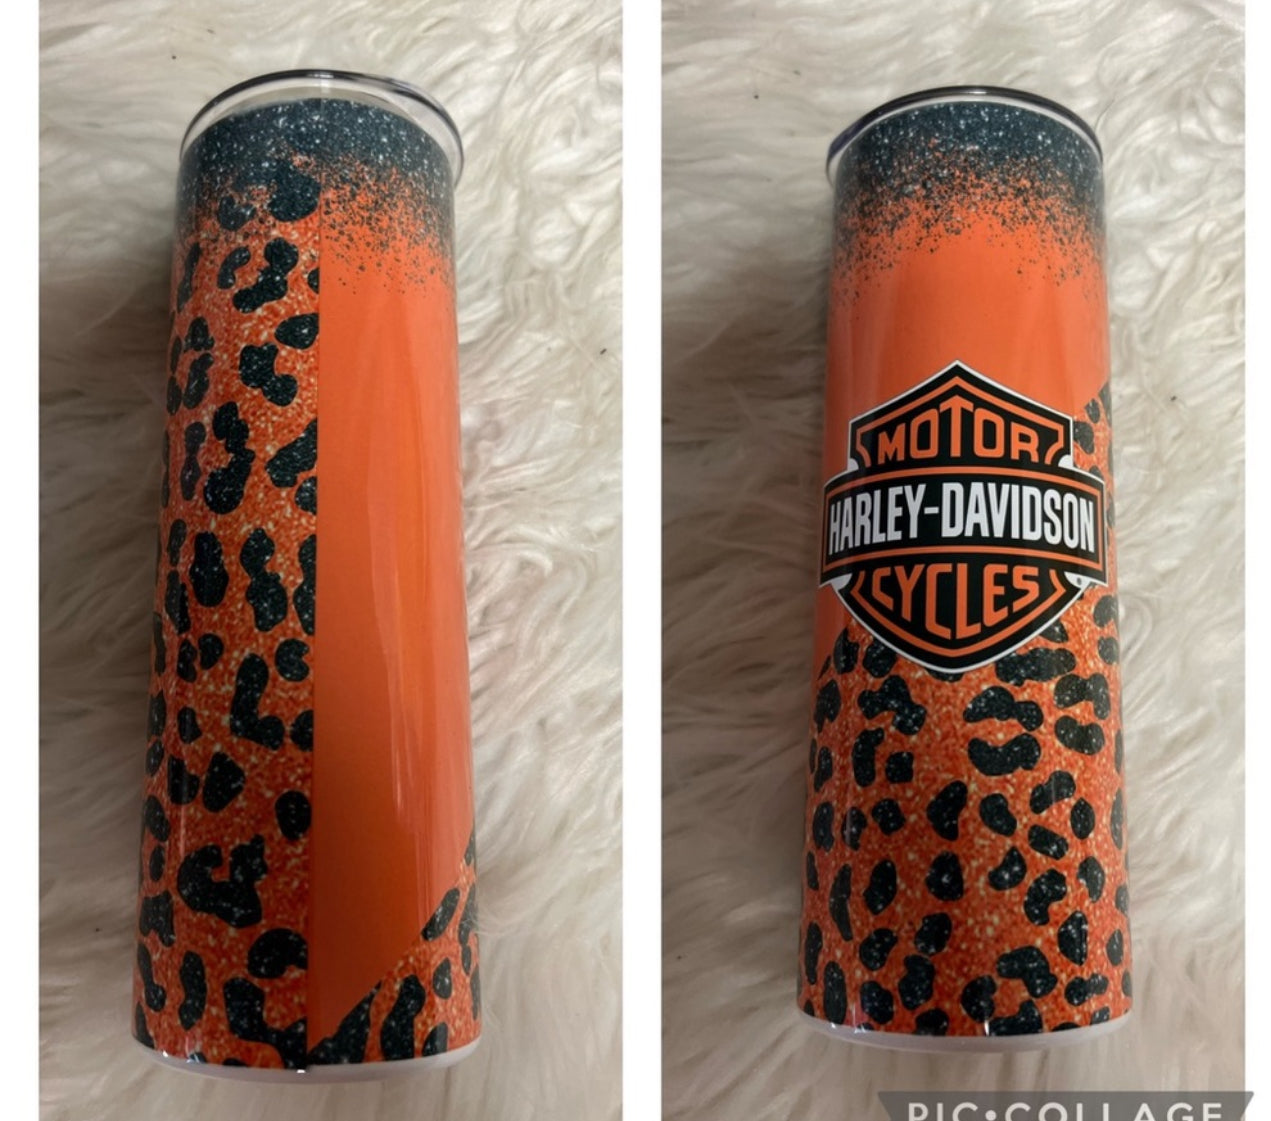 MOTOR
HARLEY-DAVIDSON
CYCLES
®
PIC•COLLAGE